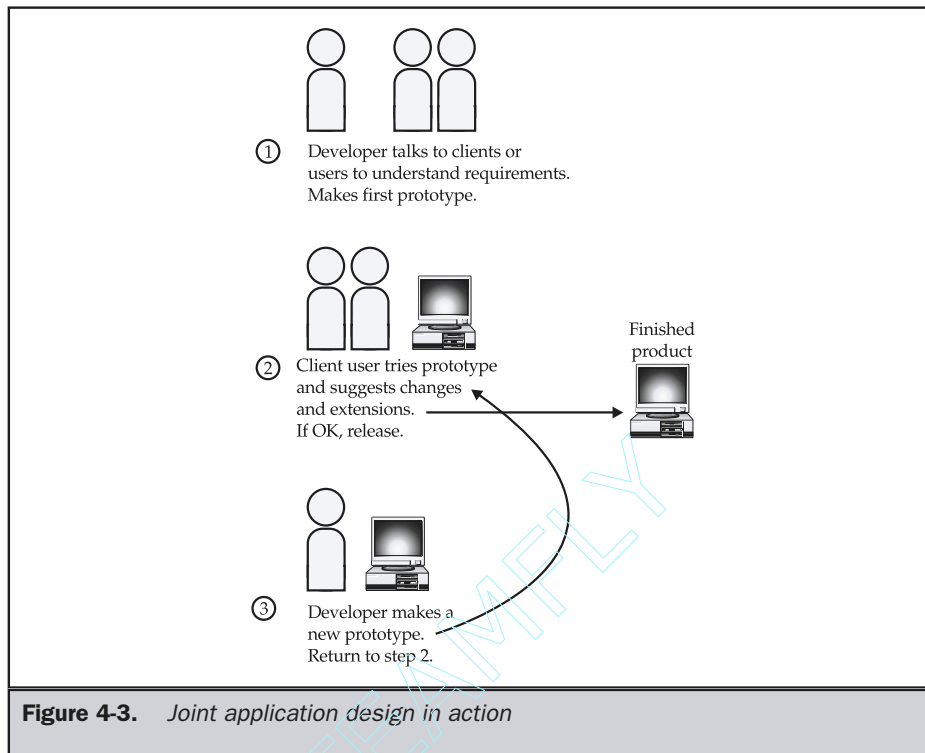 1 Developer talks to clients or
users to understand requirements.
Makes first prototype.
2 Client user tries prototype
and suggests changes
and extensions.
If OK, release.
Finished
product
3 Developer makes a
new prototype.
Return to step 2.
Figure 4-3. Joint application design in action
EAMFLY